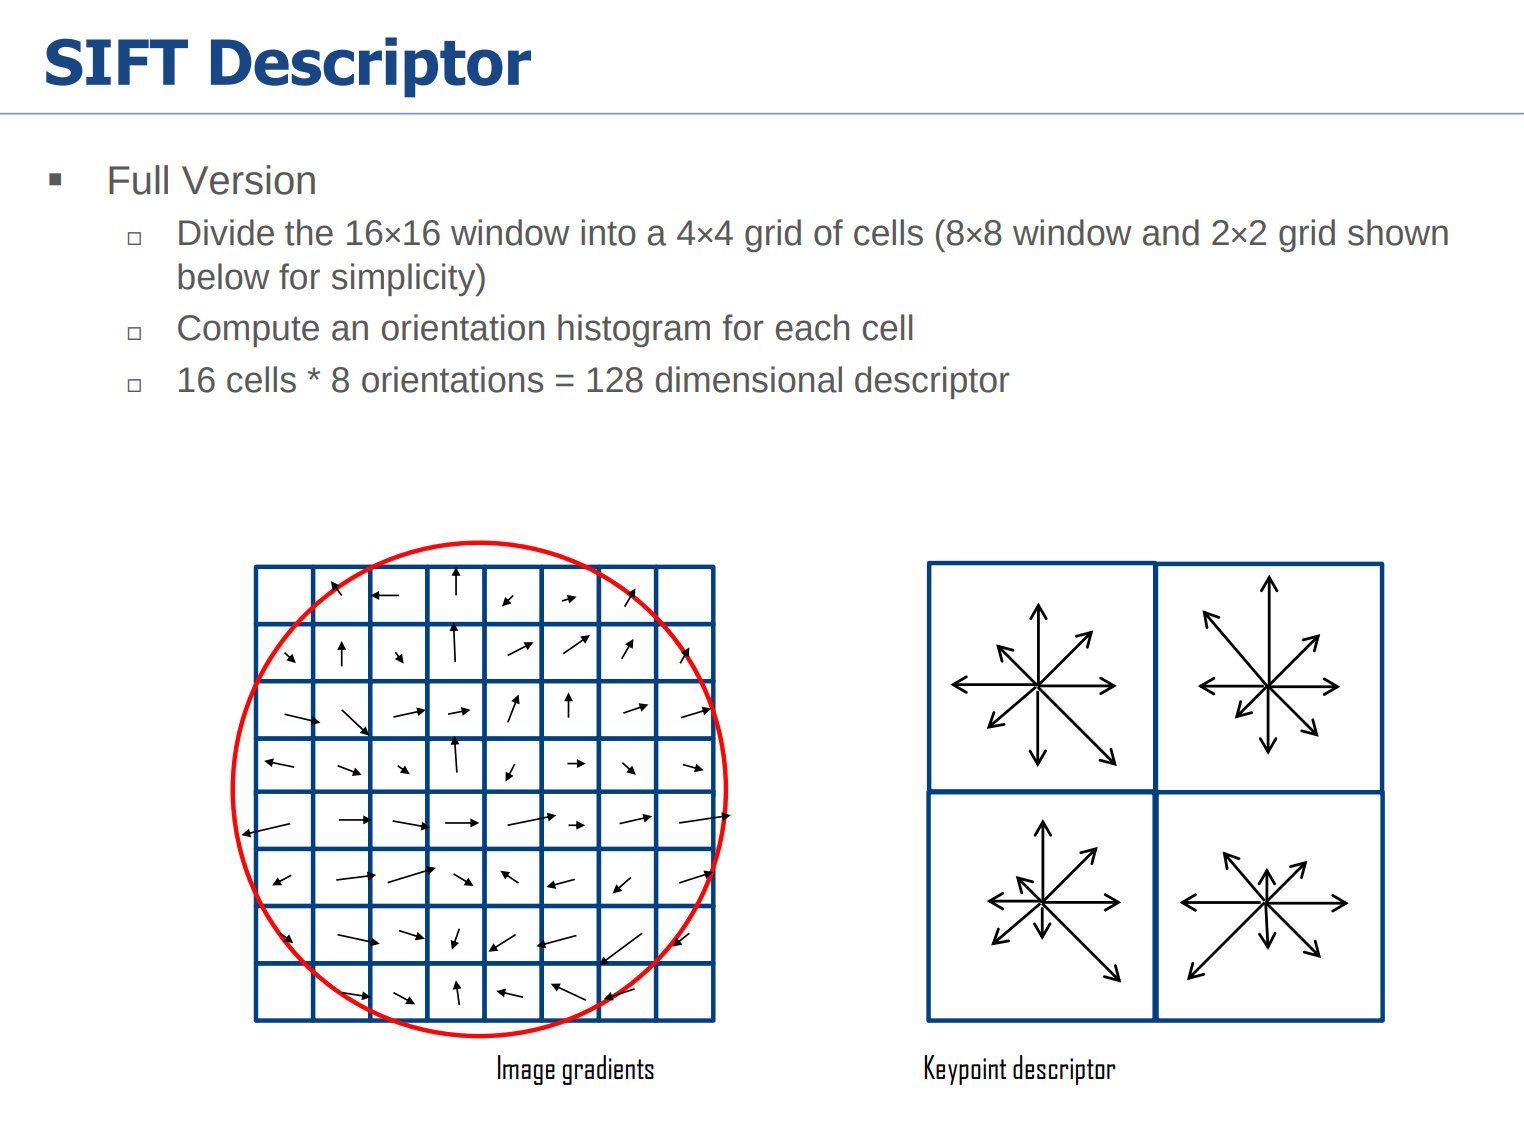 SIFT Descriptor
▪ Full Version
▫ Divide the 16×16 window into a 4×4 grid of cells (8×8 window and 2×2 grid shown
below for simplicity)
▫ Compute an orientation histogram for each cell
▫ 16 cells * 8 orientations = 128 dimensional descriptor
Image gradients
Keypoint descriptor